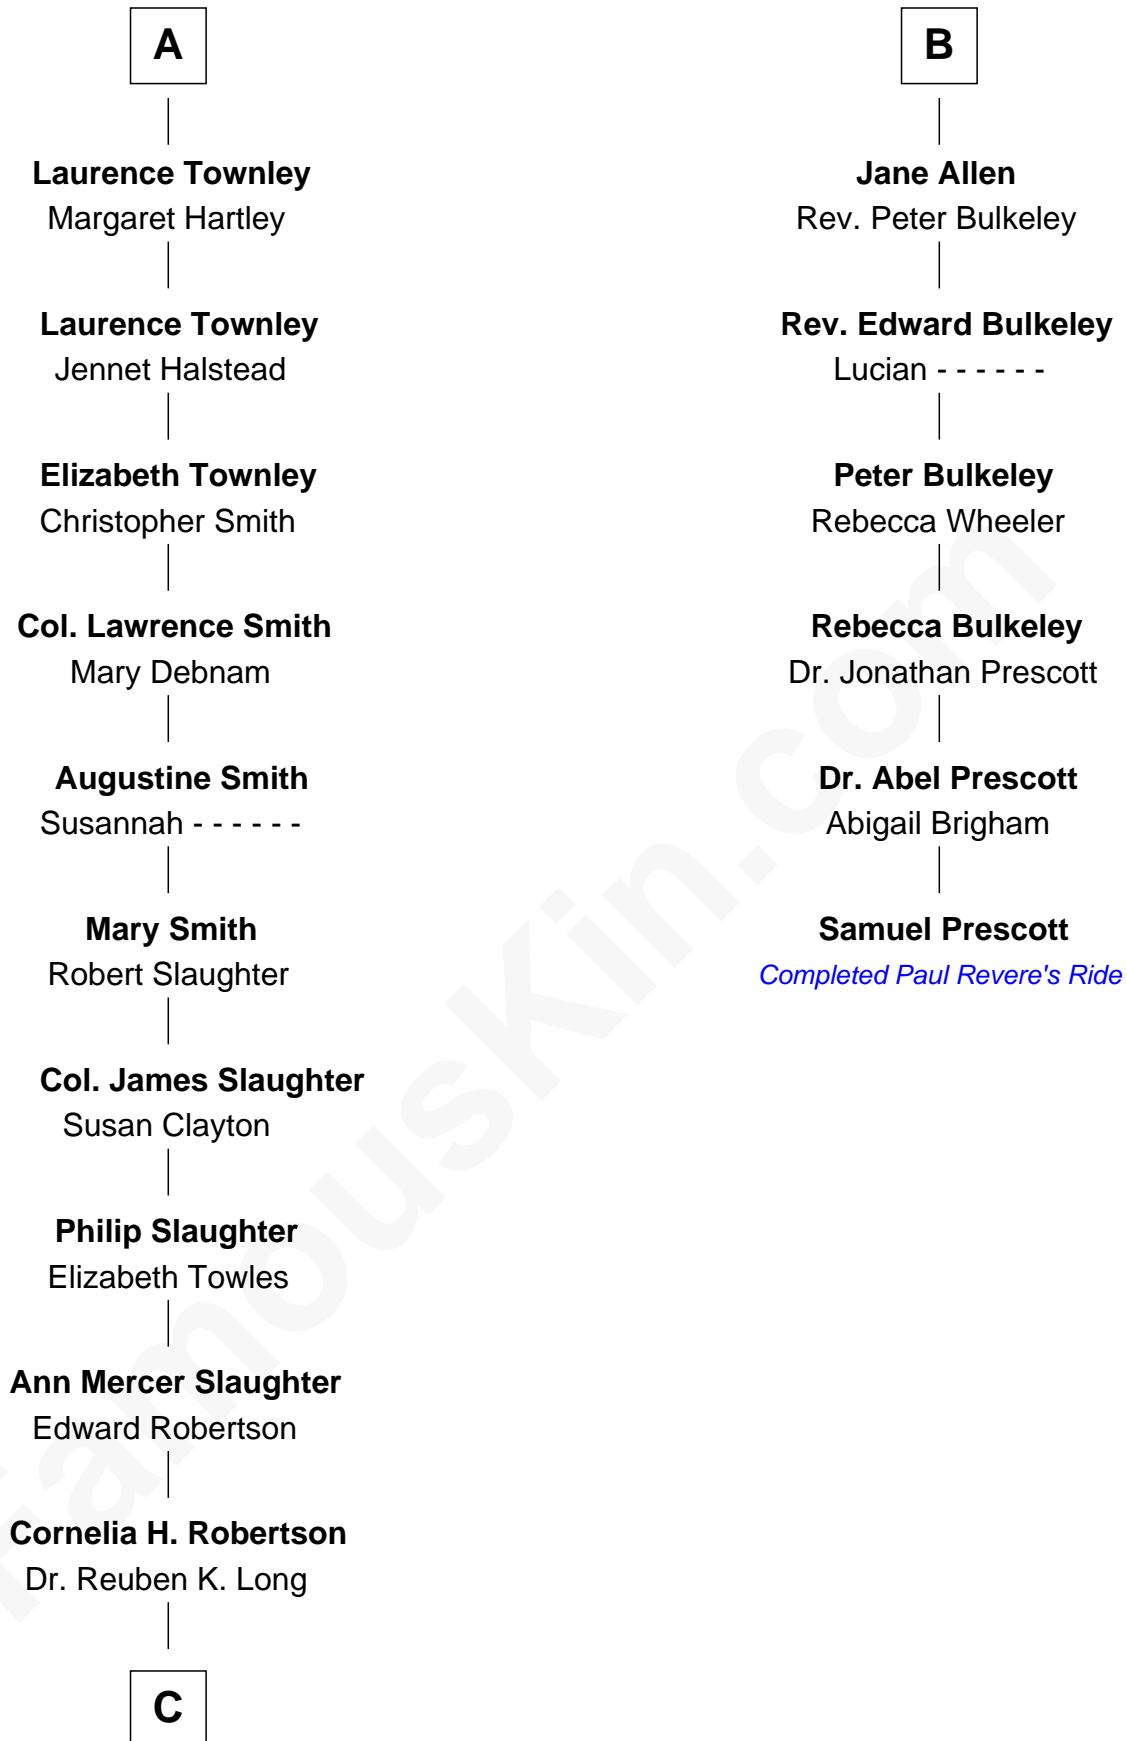 A
Laurence Townley
Margaret Hartley
Laurence Townley
Jennet Halstead
Elizabeth Townley
Christopher Smith
Col. Lawrence Smith
Mary Debnam
Augustine Smith
Susannah - - - - - -
Mary Smith
Robert Slaughter
Col. James Slaughter
Susan Clayton
Philip Slaughter
Elizabeth Towles
Ann Mercer Slaughter
Edward Robertson
Cornelia H. Robertson
Dr. Reuben K. Long
C
B
Jane Allen
Rev. Peter Bulkeley
Rev. Edward Bulkeley
Lucian - - - - - -
Peter Bulkeley
Rebecca Wheeler
Rebecca Bulkeley
Dr. Jonathan Prescott
Dr. Abel Prescott
Abigail Brigham
Samuel Prescott
Completed Paul Revere's Ride
FamousKin.com